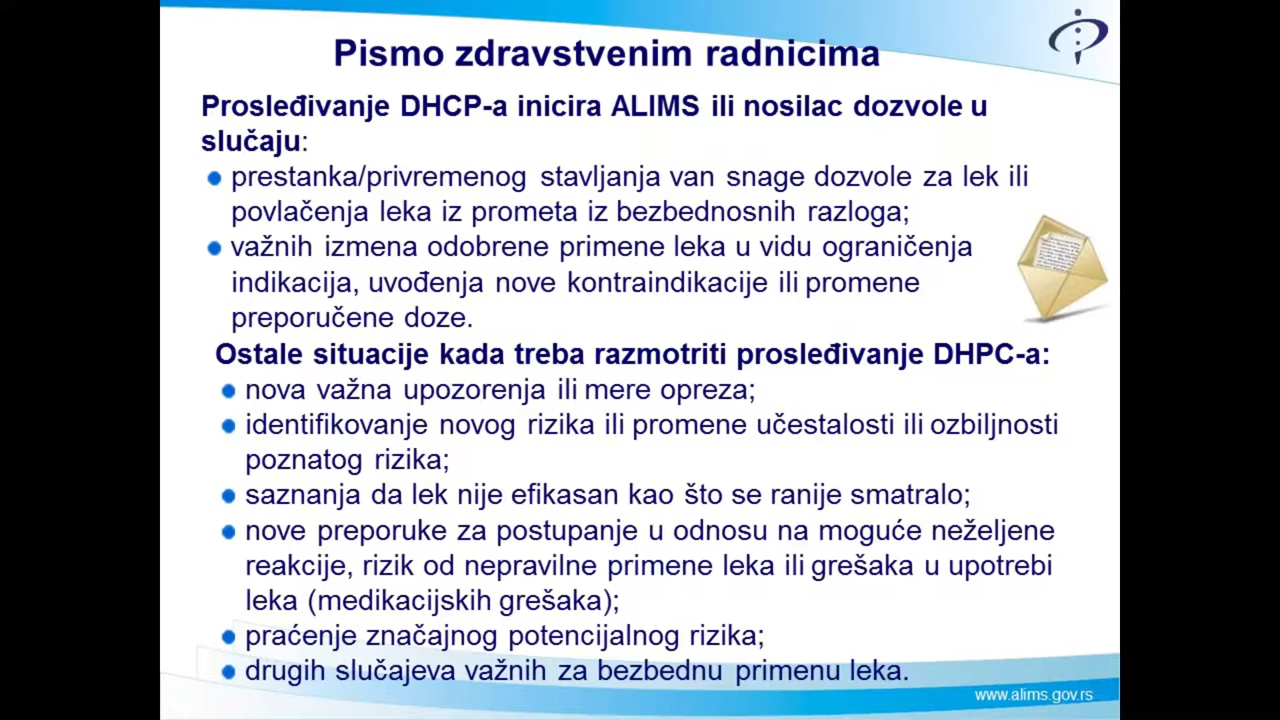 Pismo zdravstvenim radnicima
Prosleđivanje DHCP-a inicira ALIMS ili nosilac dozvole u
slučaju:
prestanka/privremenog stavljanja van snage dozvole za lek ili
povlačenja leka iz prometa iz bezbednosnih razloga;
važnih izmena odobrene primene leka u vidu ograničenja
indikacija, uvođenja nove kontraindikacije ili promene
preporučene doze.
Ostale situacije kada treba razmotriti prosleđivanje DHPC-a:
nova važna upozorenja ili mere opreza;
identifikovanje novog rizika ili promene učestalosti ili ozbiljnosti
poznatog rizika;
saznanja da lek nije efikasan kao što se ranije smatralo;
nove preporuke za postupanje u odnosu na moguće neželjene
reakcije, rizik od nepravilne primene leka ili grešaka u upotrebi
leka (medikacijskih grešaka);
praćenje značajnog potencijalnog rizika;
drugih slučajeva važnih za bezbednu primenu leka.
www.alims.gov.rs